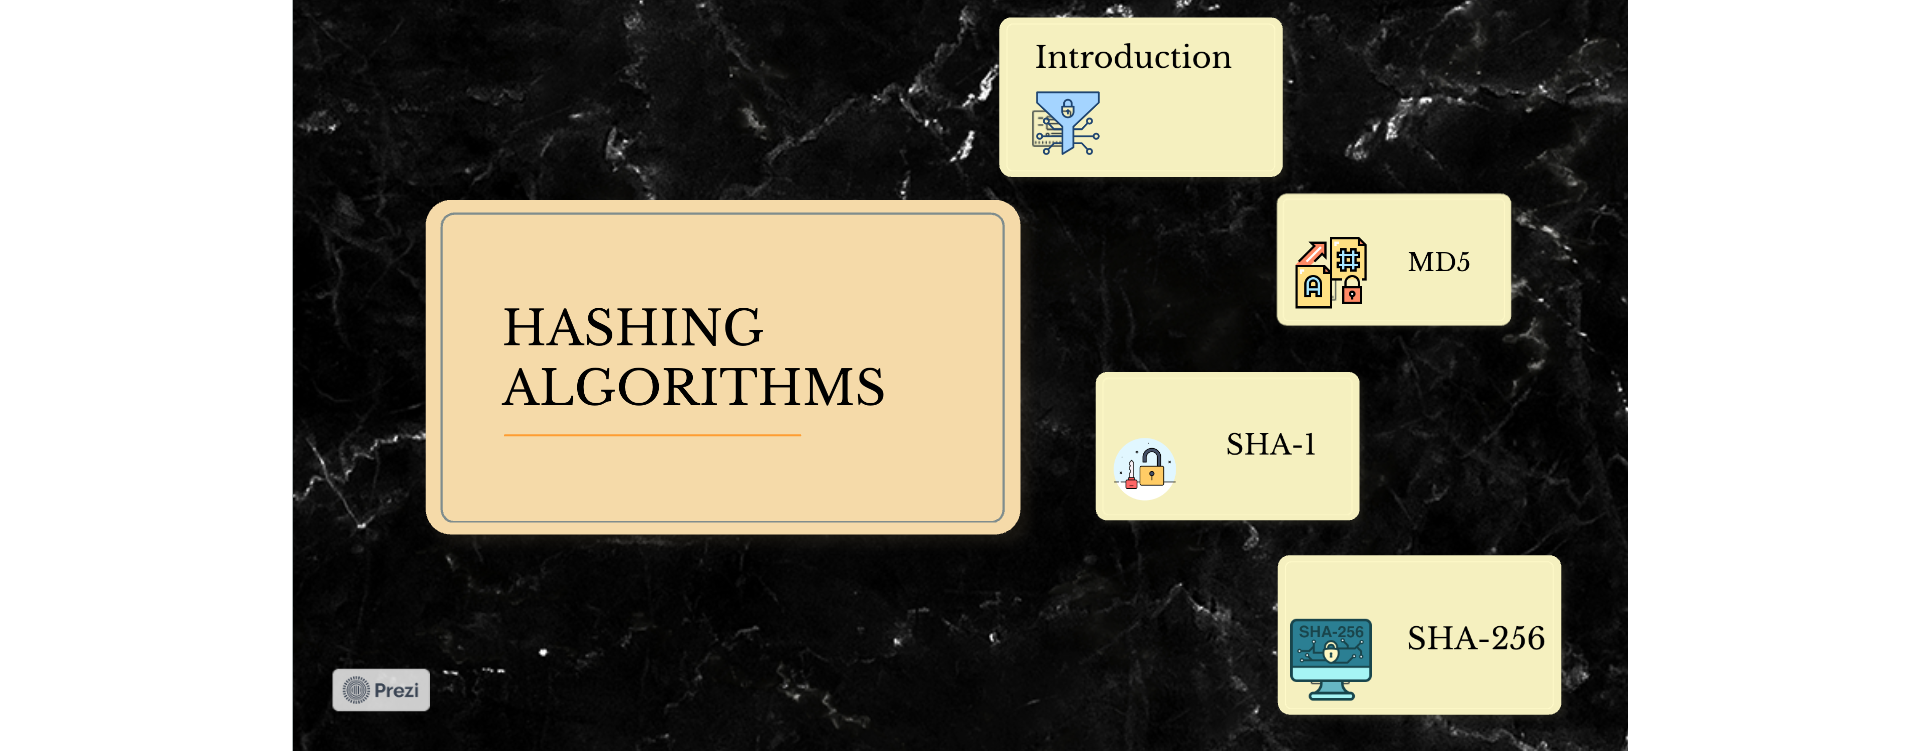 Introduction
MD5
HASHING
ALGORITHMS
SHA-1
SHA-256
SHA-256
Prezi